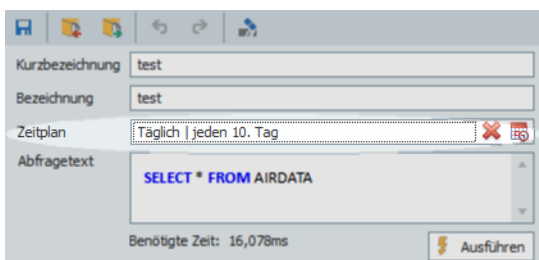 Kurzbezeichnung test
Bezeichnung test
Zeitplan Täglich | jeden 10. Tag
Abfragetext SELECT * FROM AIRDATA
Benötigte Zeit: 16,078ms Ausführen